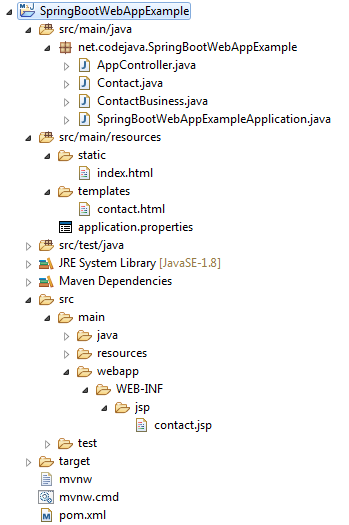 SpringBootWebAppExample
src/main/java
net.codejava.SpringBootWebAppExample
AppController.java
Contact.java
ContactBusiness.java
SpringBootWebAppExampleApplication.java
src/main/resources
static
index.html
templates
contact.html
application.properties
src/test/java
JRE System Library [JavaSE-1.8]
Maven Dependencies
src
main
java
resources
webapp
WEB-INF
jsp
contact.jsp
test
target
mvnw
mvnw.cmd
pom.xml